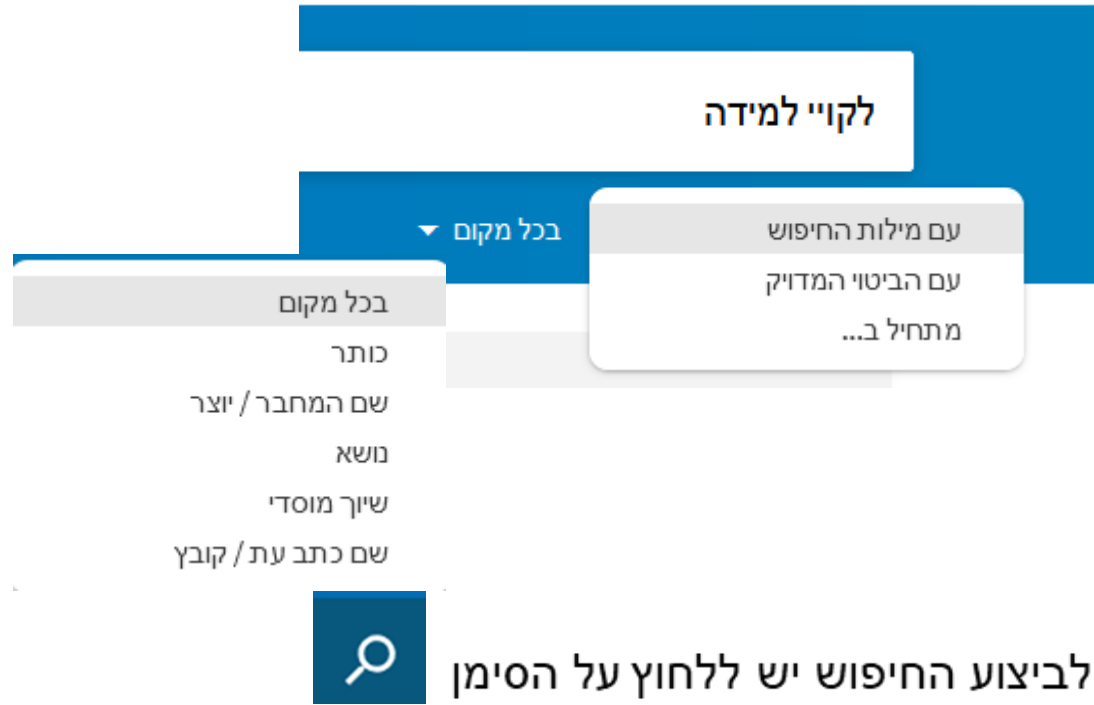 לקויי למידה
עם מילות החיפוש
עם הביטוי המדויק
מתחיל ב...
בכל מקום
בכל מקום
כותר
שם המחבר / יוצר
נושא
שיוך מוסדי
שם כתב עת / קובץ
לביצוע החיפוש יש ללחוץ על הסימן